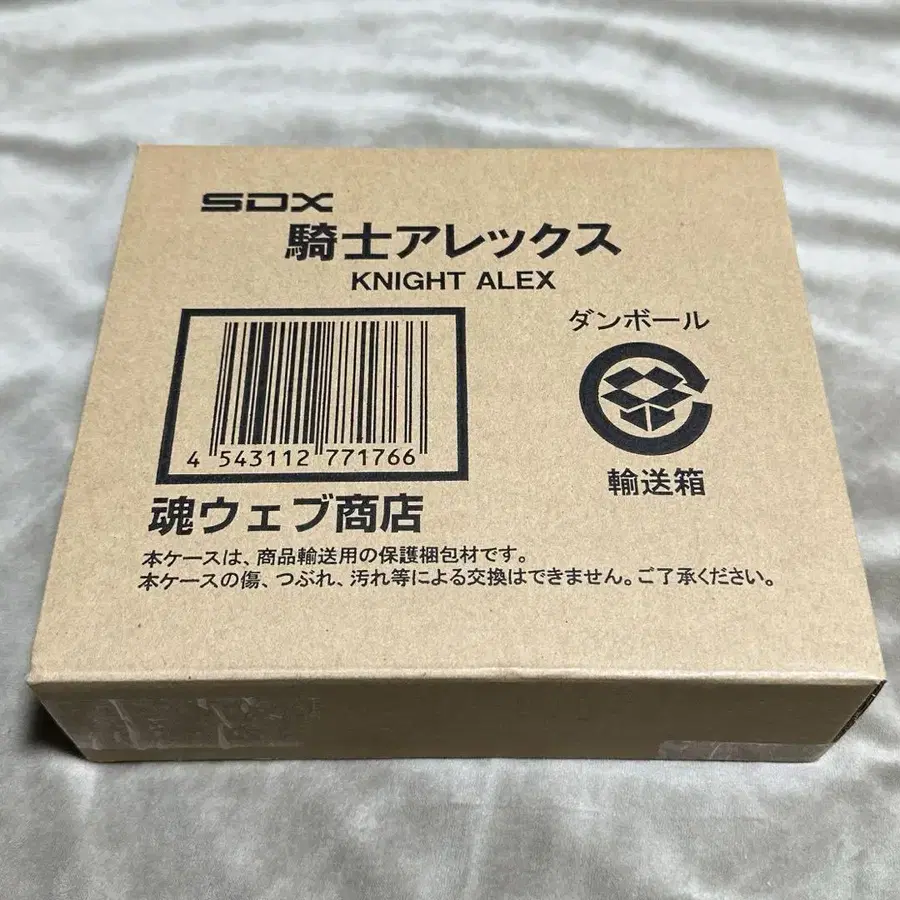 SDX
騎士アレックス
KNIGHT ALEX
4 543112 771766
ダンボール
輸送箱
魂ウェブ商店
本ケースは、商品輸送用の保護梱包材です。
本ケースの傷、つぶれ、汚れ等による交換はできません。ご了承ください。